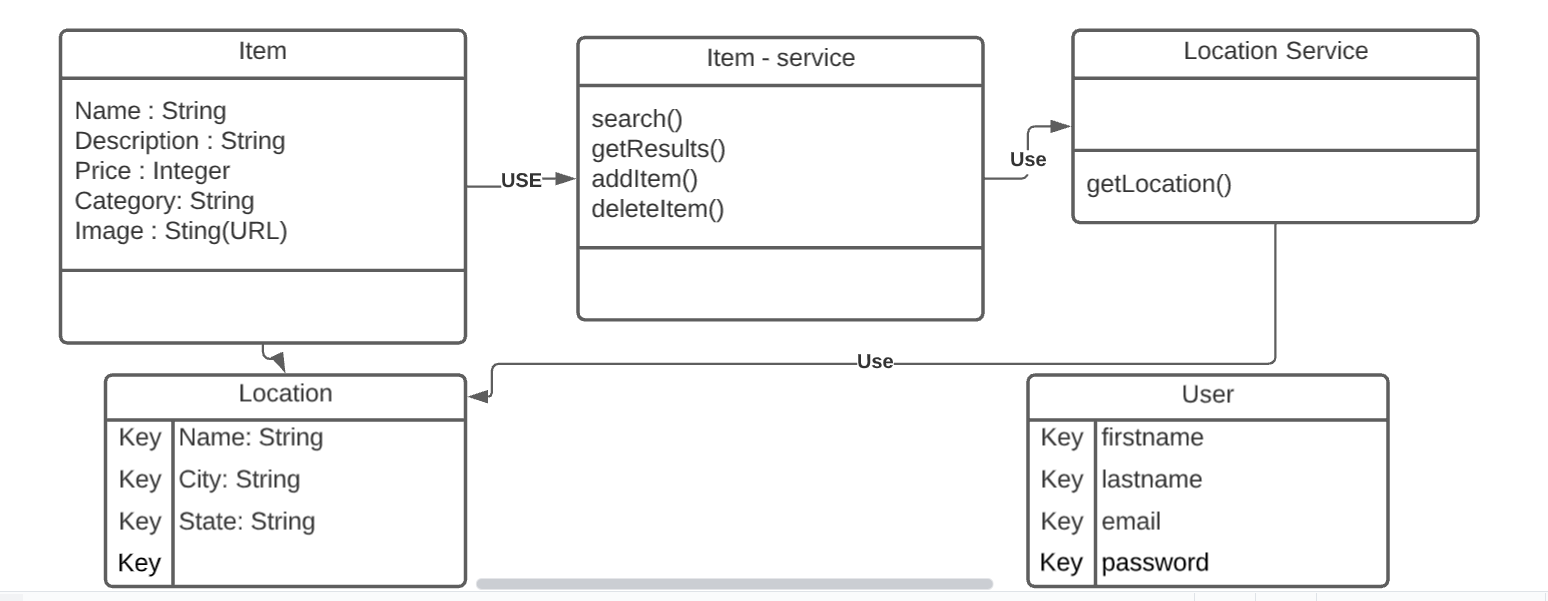 Item
Name : String
Description : String
Price : Integer
Category: String
Image : Sting(URL)
USE
Item - service
search()
getResults()
addItem()
deleteItem()
Use
Location Service
getLocation()
Use
Location
Key Name: String
Key City: String
Key State: String
Key
User
Key firstname
Key lastname
Key email
Key password